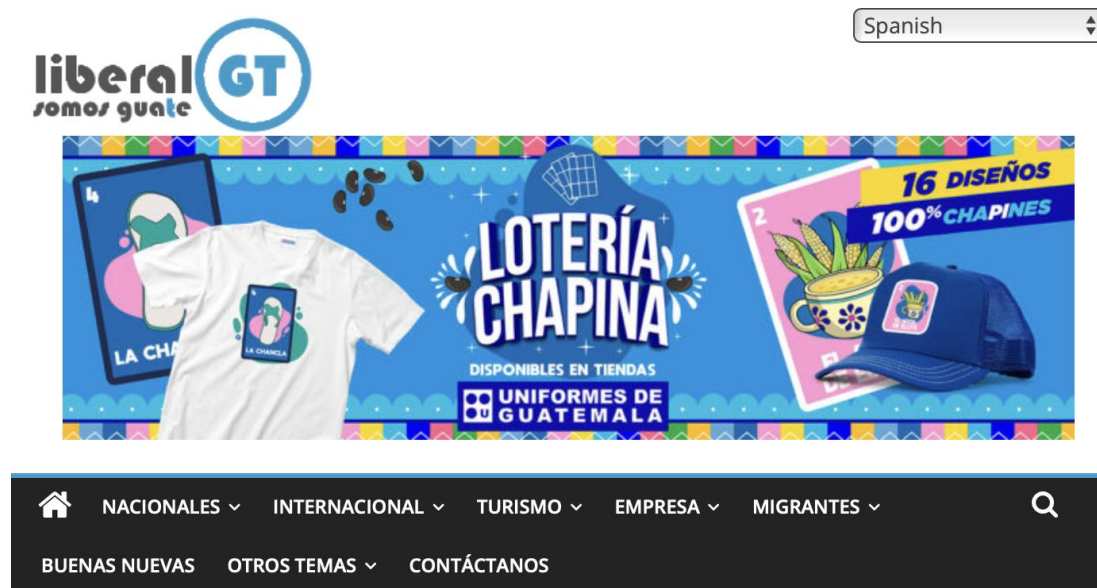 Spanish
liberal GT
somos guate
4
LA CHA
4
LA CHANCLA
LOTERÍA
CHAPINA
DISPONIBLES EN TIENDAS
UNIFORMES DE
GUATEMALA
2
16 DISEÑOS
100% CHAPINES
NACIONALES
INTERNACIONAL
TURISMO
EMPRESA
MIGRANTES
BUENAS NUEVAS
OTROS TEMAS
CONTÁCTANOS